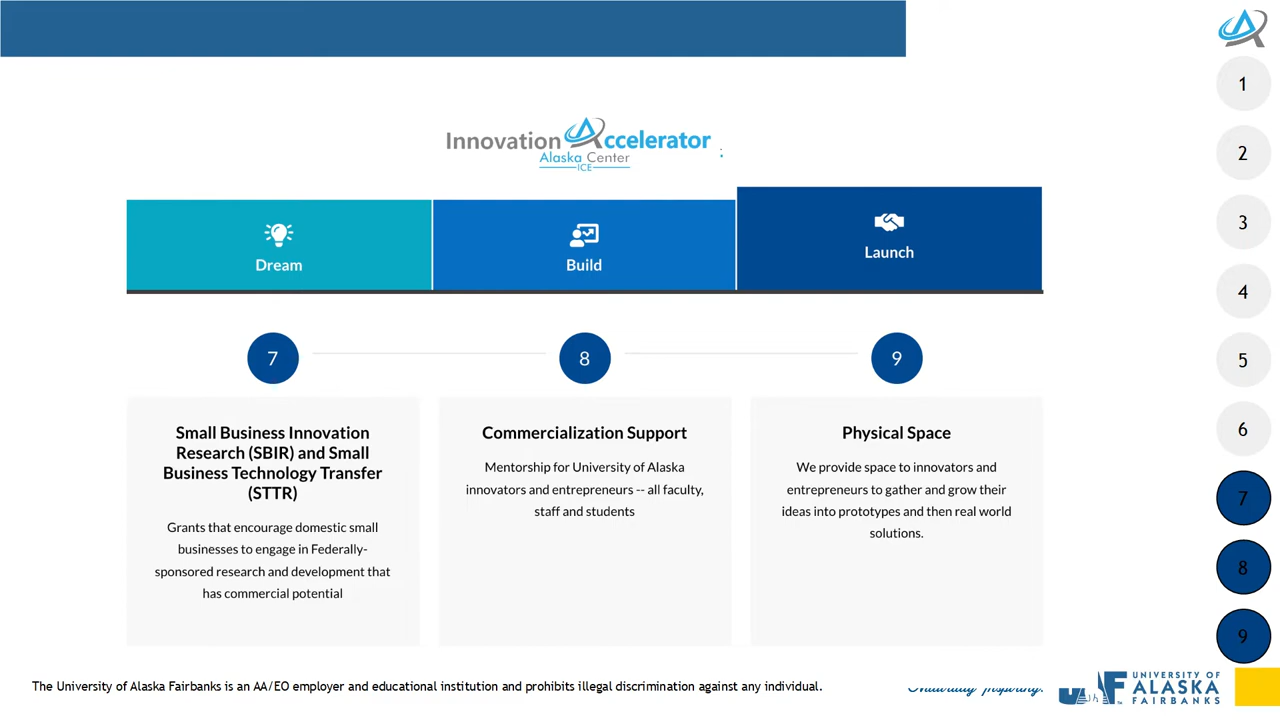 Innovation Accelerator
Alaska Center
ICE
Dream
Build
Launch
7
8
9
Small Business Innovation
Research (SBIR) and Small
Business Technology Transfer
(STTR)
Grants that encourage domestic small
businesses to engage in Federally-
sponsored research and development that
has commercial potential
Commercialization Support
Mentorship for University of Alaska
innovators and entrepreneurs -- all faculty,
staff and students
Physical Space
We provide space to innovators and
entrepreneurs to gather and grow their
ideas into prototypes and then real world
solutions.
1
2
3
4
5
6
7
8
9
The University of Alaska Fairbanks is an AA/EO employer and educational institution and prohibits illegal discrimination against any individual.
Naturally Inspiring.
UAF
UNIVERSITY OF
ALASKA
FAIRBANKS